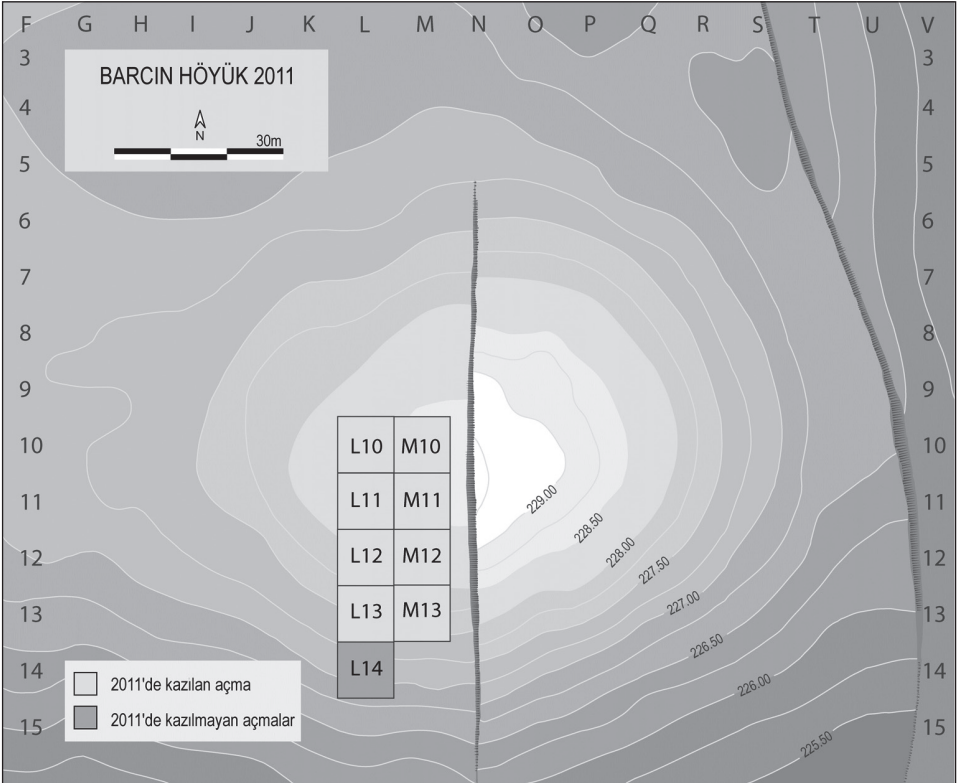 F G H I J K L M N O P Q R S T U V
BARCIN HÖYÜK 2011
N
30m
3 3
4 4
5 5
6 6
7 7
8 8
9 9
10 L10 M10 10
11 L11 M11 11
229.00
228.50
12 L12 M12 12
228.00
227.50
13 L13 M13 13
227.00
226.50
14 L14 14
226.00
2011'de kazılan açma
2011'de kazılmayan açmalar
15 15
225.50